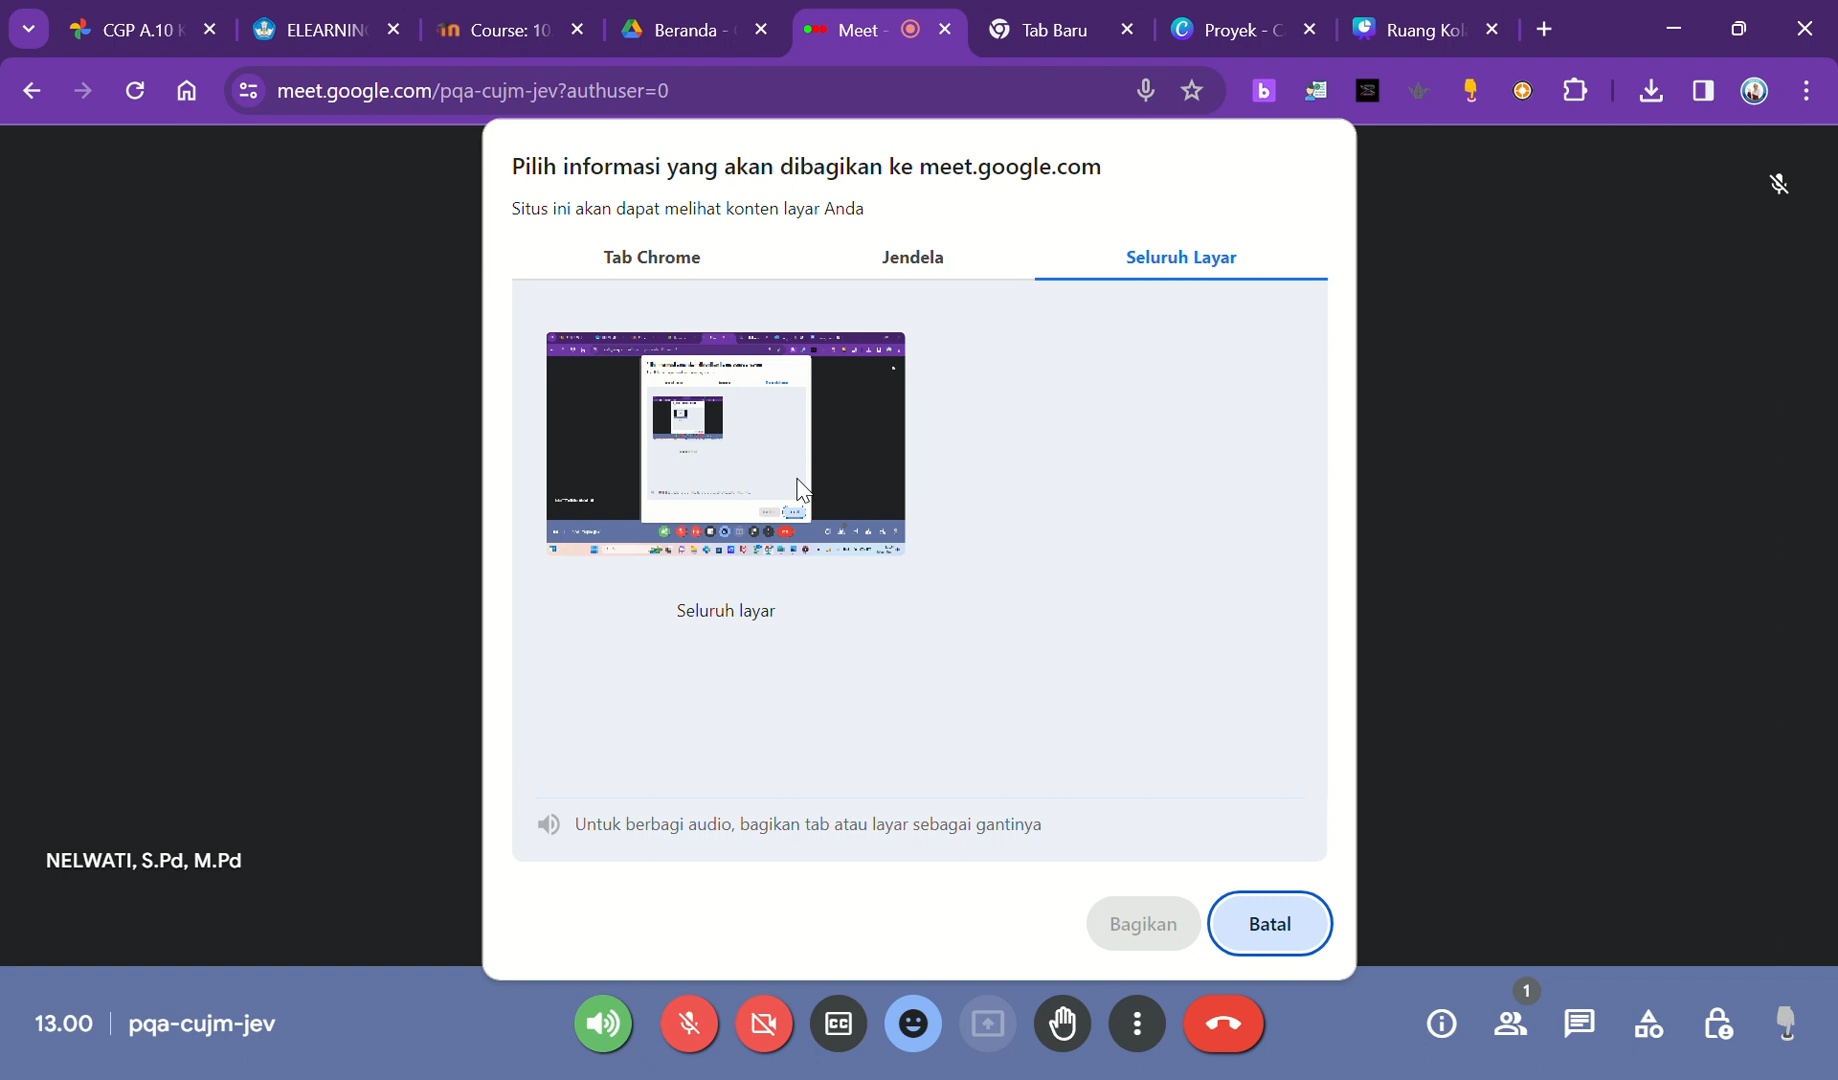 CGP A.10 K
ELEARNING
Course: 10
Beranda -
Meet -
Tab Baru
Proyek - C
Ruang Kol
meet.google.com/pqa-cujm-jev?authuser=0
b
Pilih informasi yang akan dibagikan ke meet.google.com
Situs ini akan dapat melihat konten layar Anda
Tab Chrome
Jendela
Seluruh Layar
Seluruh layar
Untuk berbagi audio, bagikan tab atau layar sebagai gantinya
NELWATI, S.Pd, M.Pd
Bagikan
Batal
13.00
pqa-cujm-jev
CC
1